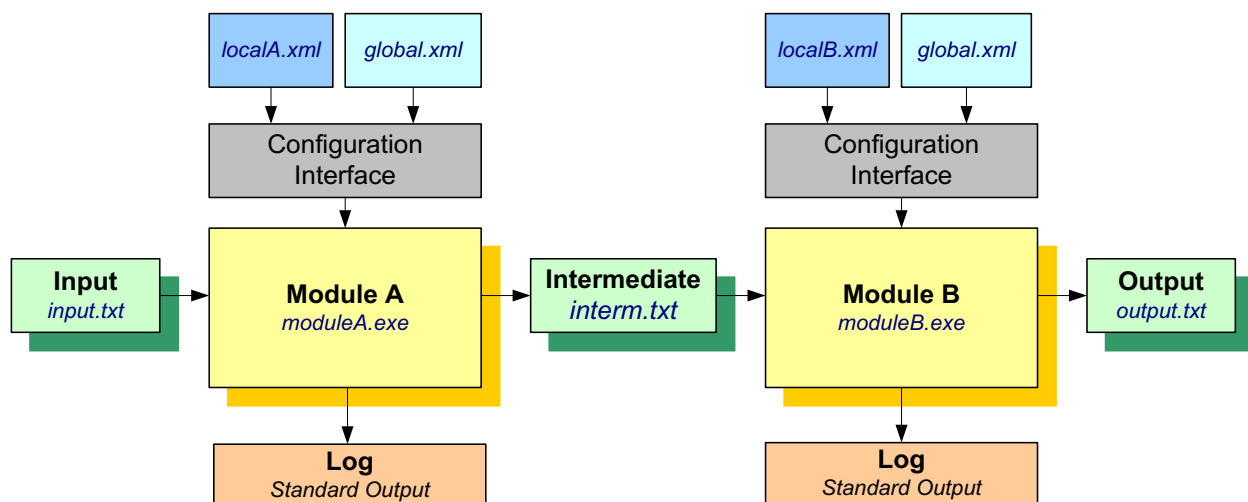 localA.xml
global.xml
localB.xml
global.xml
Configuration
Interface
Configuration
Interface
Input
input.txt
Module A
moduleA.exe
Intermediate
interm.txt
Module B
moduleB.exe
Output
output.txt
Log
Standard Output
Log
Standard Output